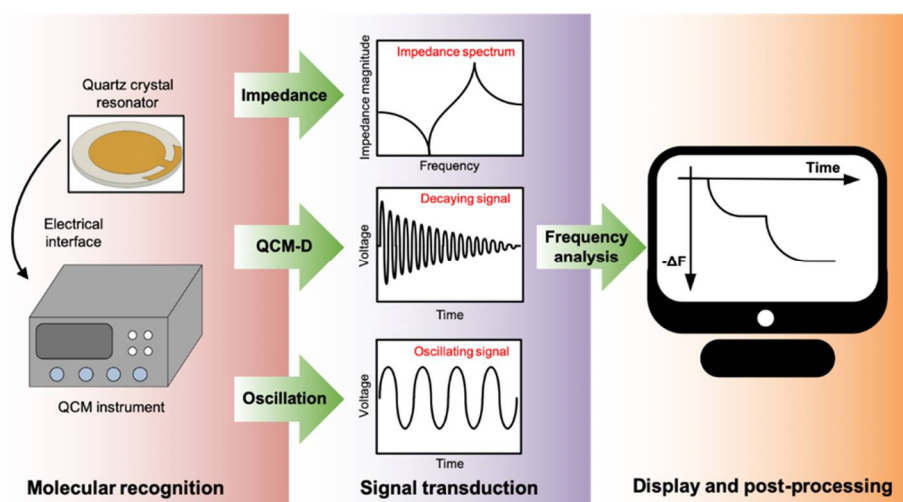 Quartz crystal
resonator
Electrical
interface
QCM instrument
Molecular recognition
Impedance
QCM-D
Oscillation
Impedance spectrum
Impedance magnitude
Frequency
Decaying signal
Voltage
Time
Oscillating signal
Voltage
Time
Signal transduction
Frequency
analysis
Time
-ΔF
Display and post-processing